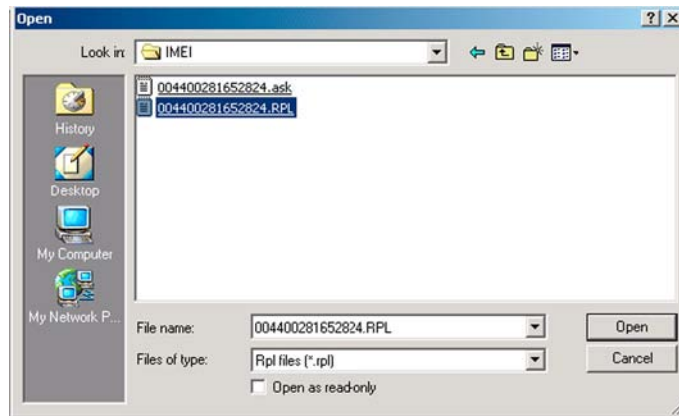 Open
Look in: IMEI
004400281652824.ask
004400281652824.RPL
History
Desktop
My Computer
My Network P...
File name: 004400281652824.RPL Open
Files of type: Rpl files (*.rpl) Cancel
Open as read-only